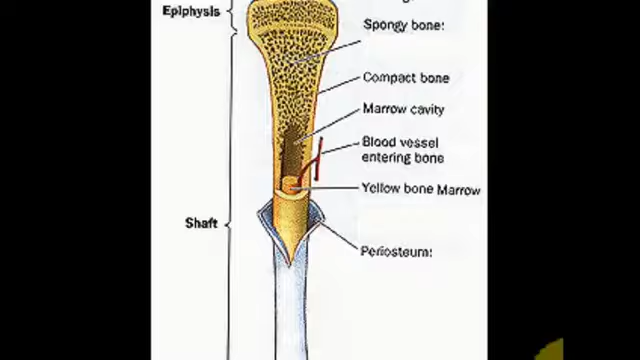 Epiphysis
Spongy bone:
Compact bone
Marrow cavity
Blood vessel
entering bone
Yellow bone Marrow
Shaft
Periosteum: